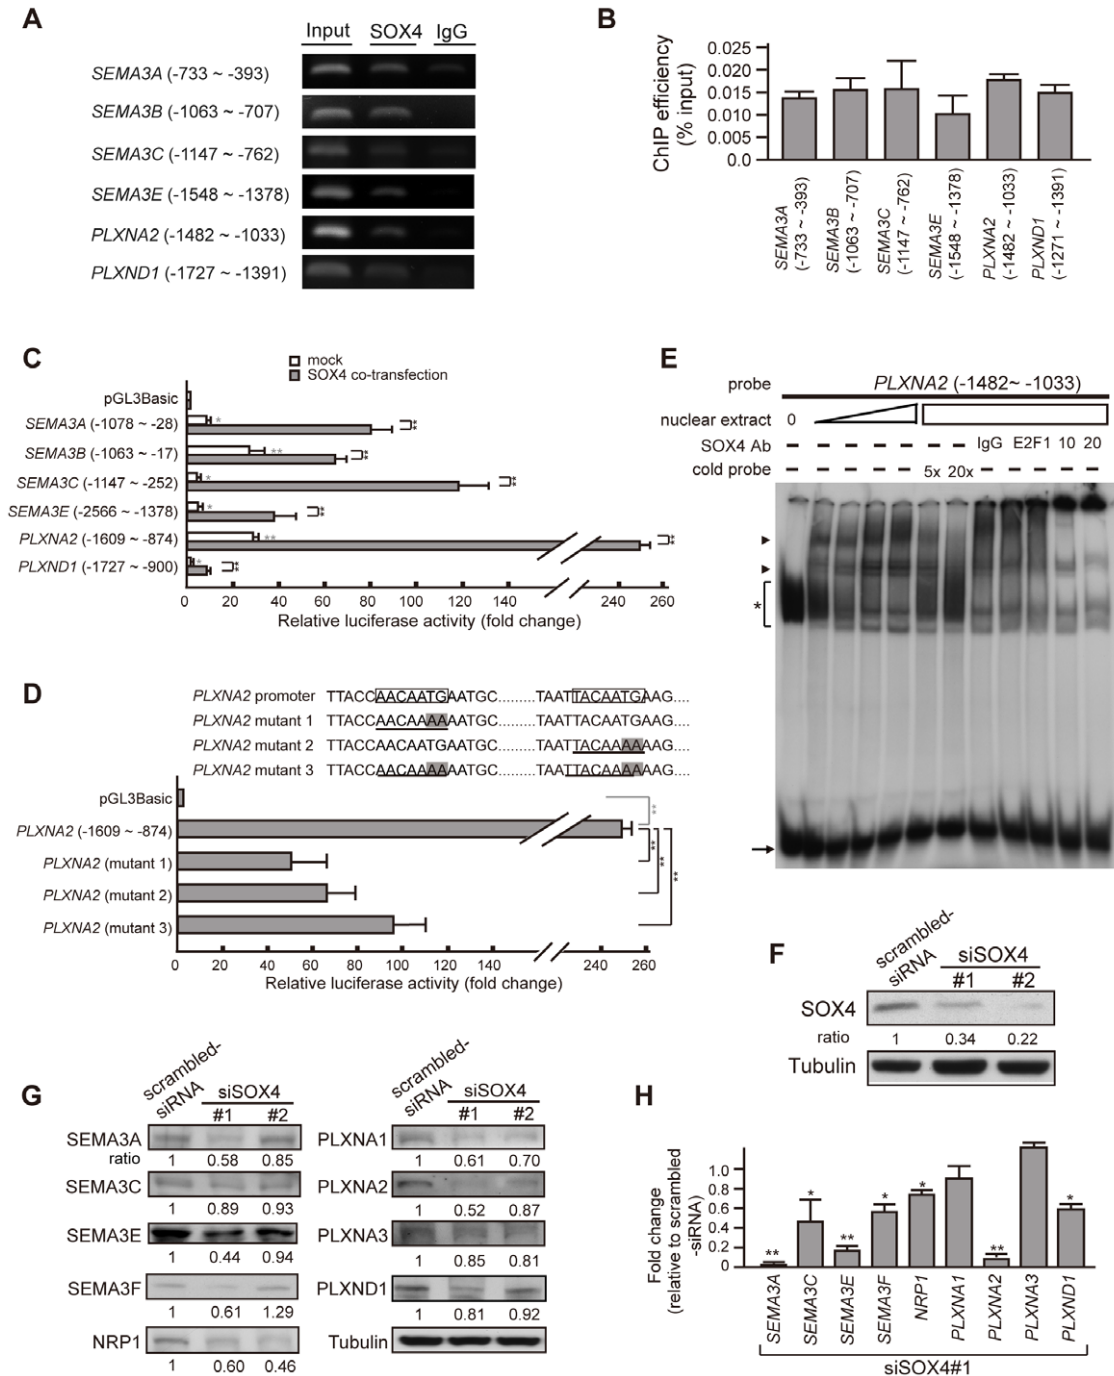 A
Input SOX4 IgG
SEMA3A (-733 ~ -393)
SEMA3B (-1063 ~ -707)
SEMA3C (-1147 ~ -762)
SEMA3E (-1548 ~ -1378)
PLXNA2 (-1482 ~ -1033)
PLXND1 (-1727 ~ -1391)
B
ChIP efficiency
(% input)
0.025
0.020
0.015
0.010
0.005
0.0
SEMA3A
(-733 ~ -393)
SEMA3B
(-1063 ~ -707)
SEMA3C
(-1147 ~ -762)
SEMA3E
(-1548 ~ -1378)
PLXNA2
(-1482 ~ -1033)
PLXND1
(-1271 ~ -1391)
C
mock
SOX4 co-transfection
pGL3Basic
SEMA3A (-1078 ~ -28) * **
SEMA3B (-1063 ~ -17) ** **
SEMA3C (-1147 ~ -252) * **
SEMA3E (-2566 ~ -1378) * **
PLXNA2 (-1609 ~ -874) ** **
PLXND1 (-1727 ~ -900) * **
0 20 40 60 80 100 120 140 240 260
Relative luciferase activity (fold change)
D
PLXNA2 promoter TTACCAACAATGAATGC.........TAATTACAATGAAG....
PLXNA2 mutant 1 TTACCAACAAAAAATGC.........TAATTACAATGAAG....
PLXNA2 mutant 2 TTACCAACAATGAATGC.........TAATTACAAAAAAG....
PLXNA2 mutant 3 TTACCAACAAAAAATGC.........TAATTACAAAAAAG....
pGL3Basic
**
PLXNA2 (-1609 ~ -874)
**
PLXNA2 (mutant 1)
**
PLXNA2 (mutant 2)
**
PLXNA2 (mutant 3)
0 20 40 60 80 100 120 140 240 260
Relative luciferase activity (fold change)
E
probe PLXNA2 (-1482~ -1033)
nuclear extract 0
SOX4 Ab - - - - - - - IgG E2F1 10 20
cold probe - - - - - 5x 20x - - - - -
*
F
scrambled-
siRNA
siSOX4
#1 #2
SOX4
ratio 1 0.34 0.22
Tubulin
G
scrambled-
siRNA
siSOX4
#1 #2
SEMA3A
ratio 1 0.58 0.85
SEMA3C
1 0.89 0.93
SEMA3E
1 0.44 0.94
SEMA3F
1 0.61 1.29
NRP1
1 0.60 0.46
scrambled-
siRNA
siSOX4
#1 #2
PLXNA1
1 0.61 0.70
PLXNA2
1 0.52 0.87
PLXNA3
1 0.85 0.81
PLXND1
1 0.81 0.92
Tubulin
H
Fold change
(relative to scrambled
-siRNA)
1.0
0.8
0.6
0.4
0.2
0
** * ** * * ** *
SEMA3A
SEMA3C
SEMA3E
SEMA3F
NRP1
PLXNA1
PLXNA2
PLXNA3
PLXND1
siSOX4#1